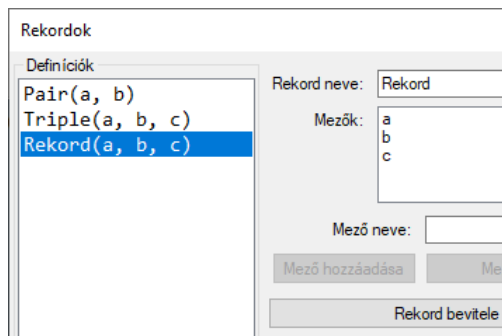 Rekordok
Definíciók
Pair(a, b)
Triple(a, b, c)
Rekord(a, b, c)
Rekord neve: Rekord
Mezők: a
b
c
Mező neve:
Mező hozzáadása
Rekord bevitele